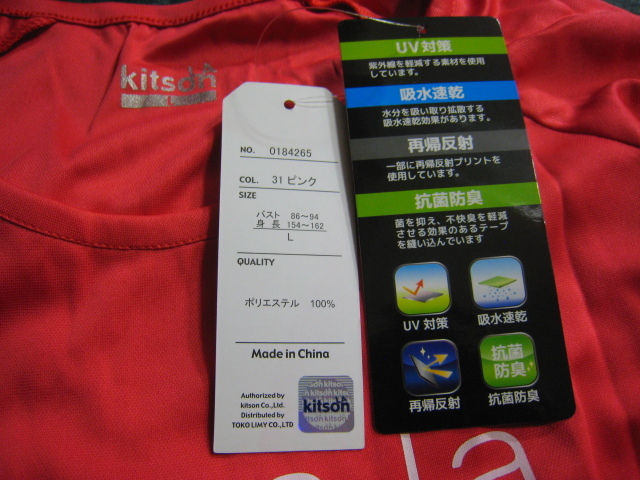 kitson
NO. 0184265
COL. 31 ピンク
SIZE
バスト 86～94
身長 154～162
L
QUALITY
ポリエステル 100%
Made in China
Authorized by
kitson Co.,Ltd.
Distributed by
TOKO LIMY CO.,LTD
kitson
UV対策
紫外線を軽減する素材を使用
しています。
吸水速乾
水分を吸い取り拡散する
吸水速乾効果があります。
再帰反射
一部に再帰反射プリントを
使用しています。
抗菌防臭
菌を抑え、不快臭を軽減
させる効果のあるテープ
を縫い込んでいます
UV 対策
吸水速乾
再帰反射
抗菌
防臭
抗菌防臭
la